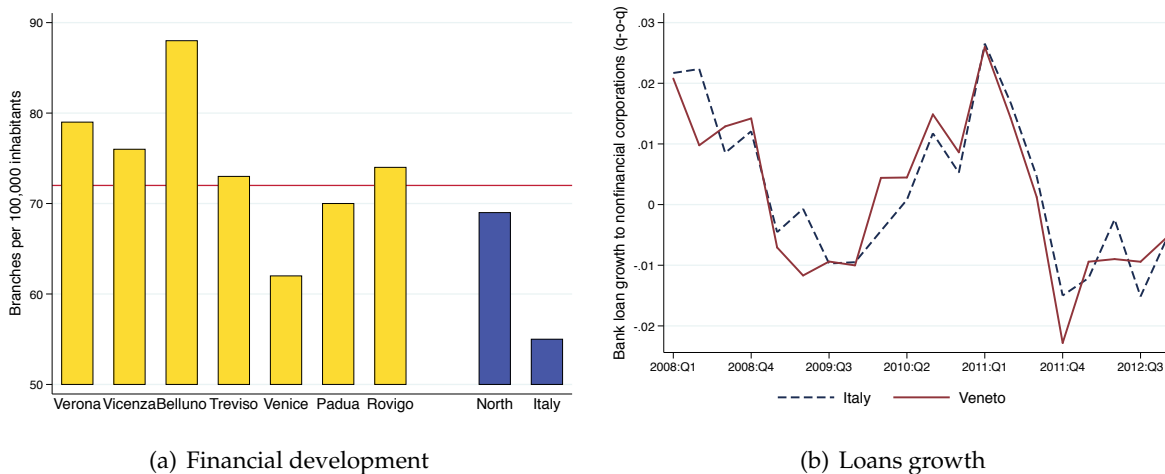 Branches per 100,000 inhabitants
90
80
70
60
50
Verona Vicenza Belluno Treviso Venice Padua Rovigo North Italy
(a) Financial development
Bank loan growth to nonfinancial corporations (q-o-q)
.03
.02
.01
0
-.01
-.02
2008:Q1 2008:Q4 2009:Q3 2010:Q2 2011:Q1 2011:Q4 2012:Q3
Italy Veneto
(b) Loans growth